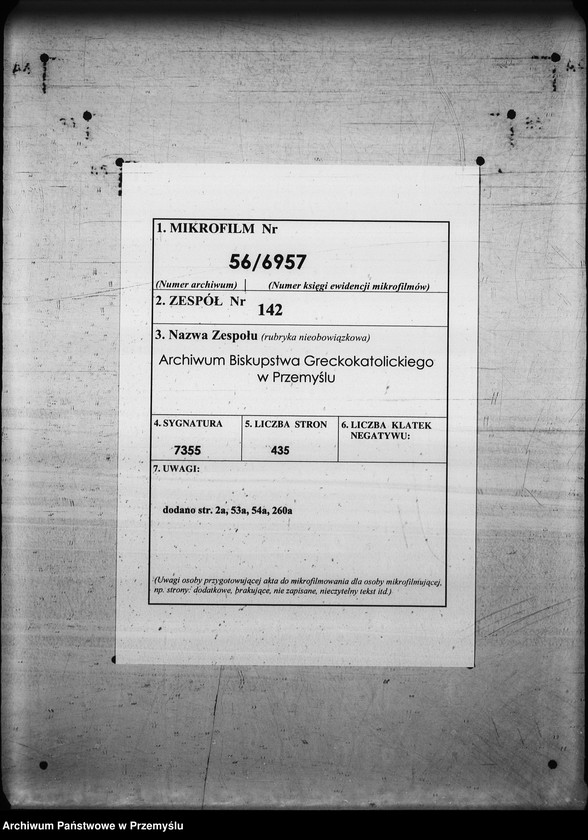 1. MIKROFILM Nr
56/6957
(Numer archiwum) (Numer księgi ewidencji mikrofilmów)
2. ZESPÓŁ Nr
142
3. Nazwa Zespołu (rubryka nieobowiązkowa)
Archiwum Biskupstwa Greckokatolickiego
w Przemyślu
4. SYGNATURA
7355
5. LICZBA STRON
435
6. LICZBA KLATEK
NEGATYWU:
7. UWAGI:
dodano str. 2a, 53a, 54a, 260a
(Uwagi osoby przygotowującej akta do mikrofilmowania dla osoby mikrofilmującej,
np. strony: dodatkowe, brakujące, nie zapisane, nieczytelny tekst itd.)
Archiwum Państwowe w Przemyślu